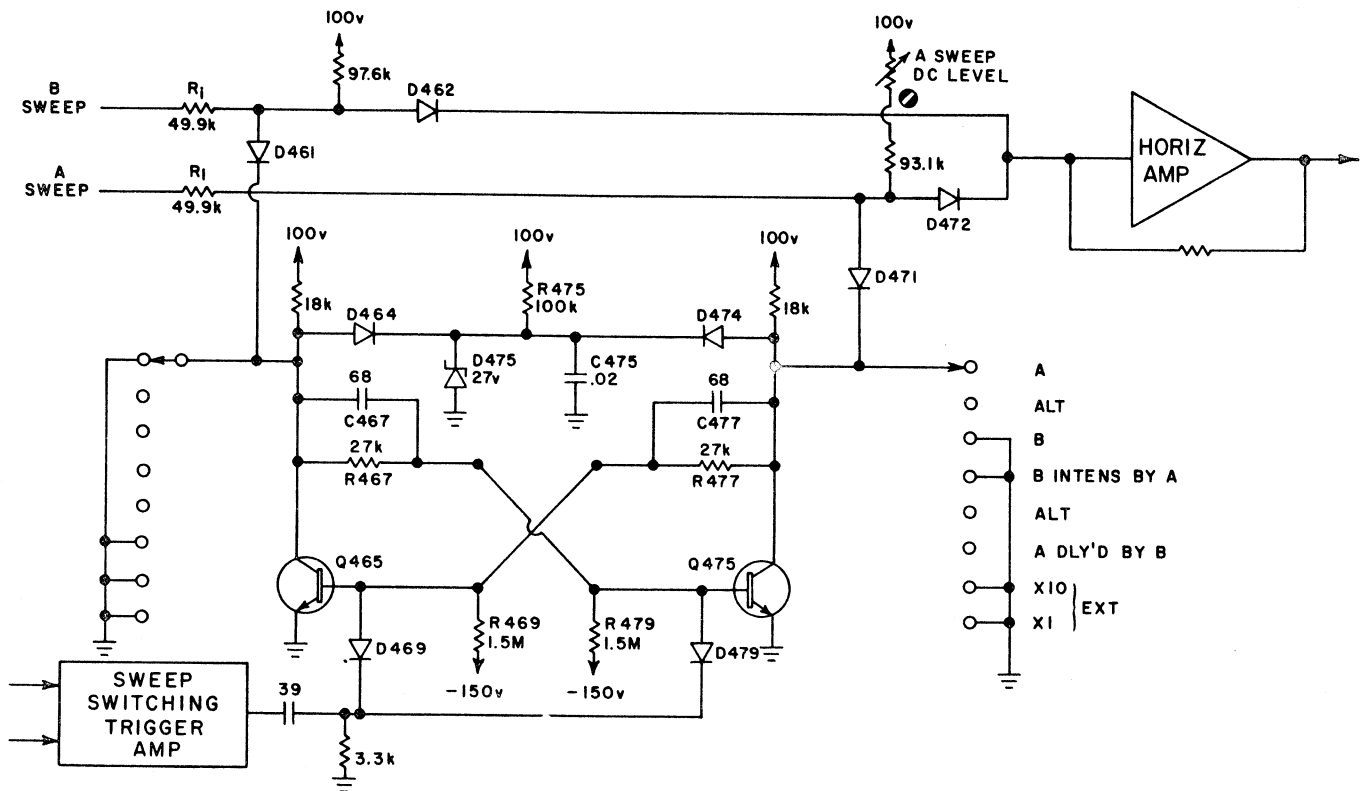 100v
97.6k
D462
B
SWEEP
R1
49.9k
D461
A
SWEEP
R1
49.9k
100v
A SWEEP
DC LEVEL
93.1k
D472
HORIZ
AMP
100v
18k
D464
100v
R475
100k
D474
100v
18k
D471
D475
27v
C475
.02
68
C467
27k
R467
68
C477
27k
R477
Q465
Q475
D469
R469
1.5M
-150v
R479
1.5M
-150v
D479
A
ALT
B
B INTENS BY A
ALT
A DLY'D BY B
X10
X1
EXT
SWEEP
SWITCHING
TRIGGER
AMP
39
3.3k